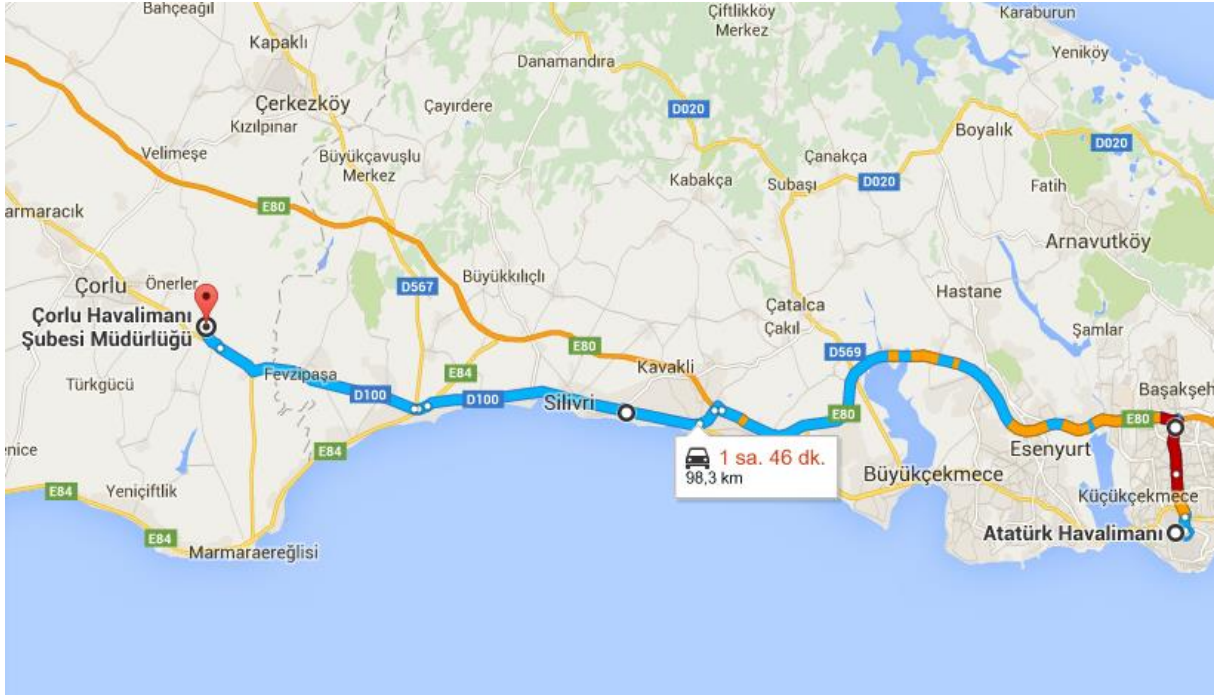 Bahçeağıl
Çiftlikköy
Merkez
Karaburun
Kapaklı
Danamandıra
Yeniköy
Çerkezköy
Çayırdere
D020
Kızılpınar
Boyalık
D020
Velimeşe
Büyükçavuşlu
Merkez
Çanakça
Kabakça
Subaşı
D020
Fatih
armaracık
E80
Arnavutköy
Çorlu
Önerler
Büyükkılıçlı
D567
Hastane
Çatalca
Çakıl
Çorlu Havalimanı
Şubesi Müdürlüğü
Şamlar
E80
D569
Kavakli
Türkgücü
Fevzipaşa
E84
Başakşeh
D100
D100
Silivri
E80
E80
nice
E84
1 sa. 46 dk.
98,3 km
Esenyurt
Büyükçekmece
E84
Yeniçiftlik
Küçükçekmece
E84
Marmaraereğlisi
Atatürk Havalimanı